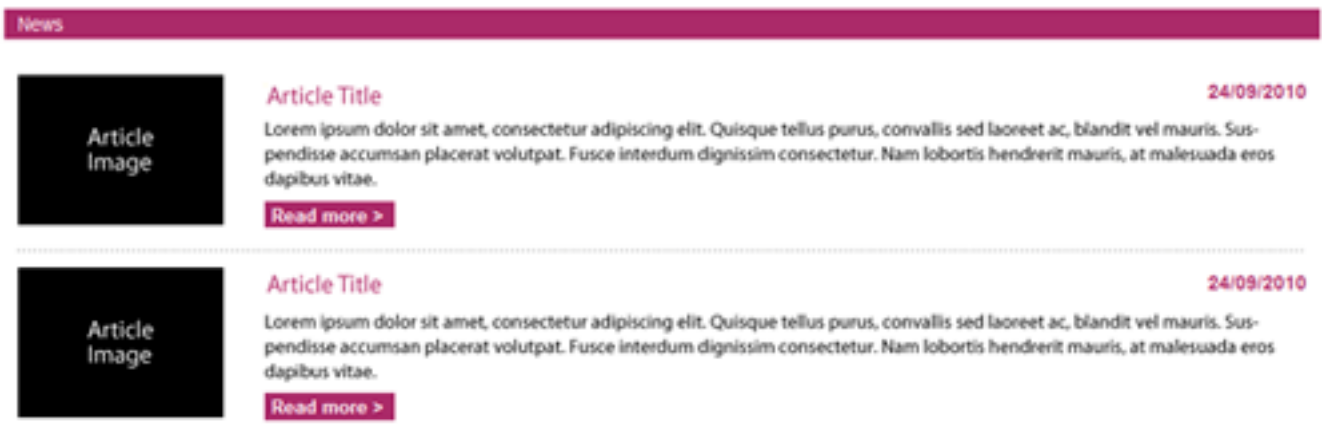 News
Article
Image
Article Title
24/09/2010
Lorem ipsum dolor sit amet, consectetur adipiscing elit. Quisque tellus purus, convallis sed laoreet ac, blandit vel mauris. Sus-
pendisse accumsan placerat volutpat. Fusce interdum dignissim consectetur. Nam lobortis hendrerit mauris, at malesuada eros
dapibus vitae.
Read more >
Article
Image
Article Title
24/09/2010
Lorem ipsum dolor sit amet, consectetur adipiscing elit. Quisque tellus purus, convallis sed laoreet ac, blandit vel mauris. Sus-
pendisse accumsan placerat volutpat. Fusce interdum dignissim consectetur. Nam lobortis hendrerit mauris, at malesuada eros
dapibus vitae.
Read more >